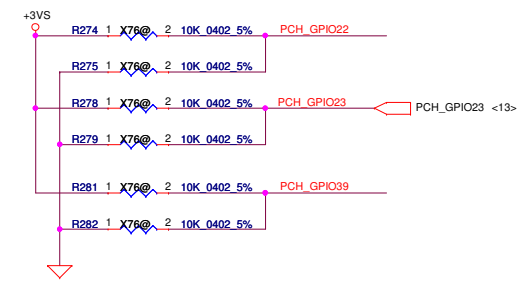 +3VS
R274 1 X76@ 2 10K_0402_5% PCH_GPIO22
R275 1 X76@ 2 10K_0402_5%
R278 1 X76@ 2 10K_0402_5% PCH_GPIO23 PCH_GPIO23 <13>
R279 1 X76@ 2 10K_0402_5%
R281 1 X76@ 2 10K_0402_5% PCH_GPIO39
R282 1 X76@ 2 10K_0402_5%